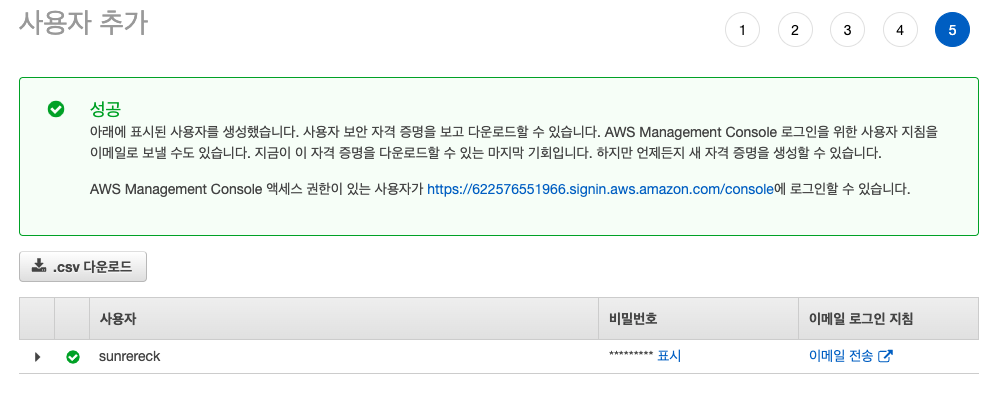 사용자 추가
1 2 3 4 5
성공
아래에 표시된 사용자를 생성했습니다. 사용자 보안 자격 증명을 보고 다운로드할 수 있습니다. AWS Management Console 로그인을 위한 사용자 지침을
이메일로 보낼 수도 있습니다. 지금이 이 자격 증명을 다운로드할 수 있는 마지막 기회입니다. 하지만 언제든지 새 자격 증명을 생성할 수 있습니다.
AWS Management Console 액세스 권한이 있는 사용자가 https://622576551966.signin.aws.amazon.com/console에 로그인할 수 있습니다.
.csv 다운로드
사용자 비밀번호 이메일 로그인 지침
sunrereck ********* 표시 이메일 전송